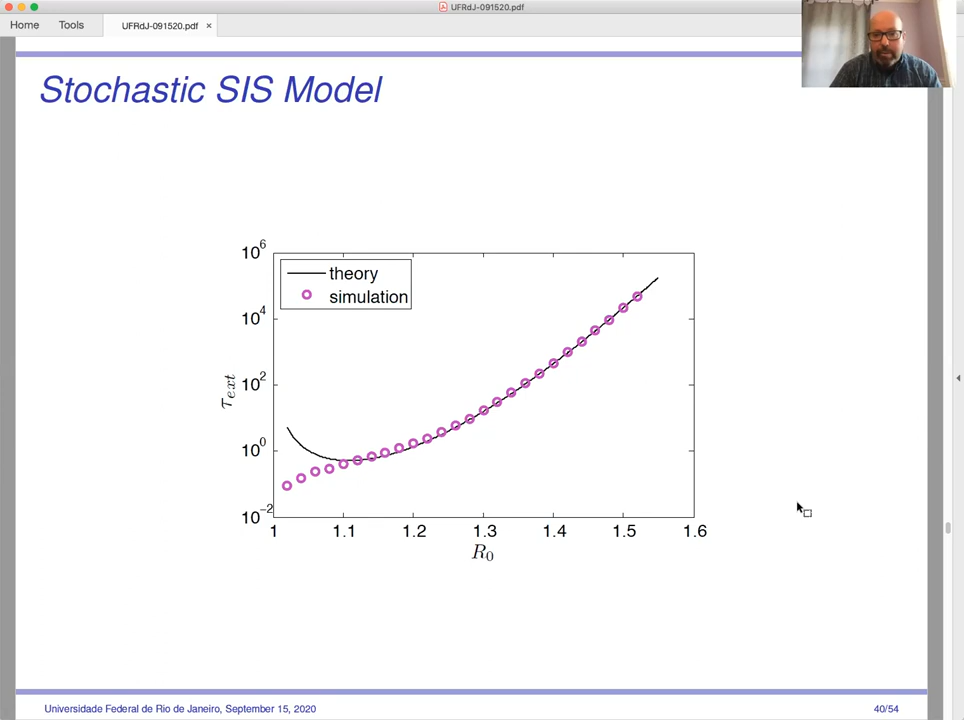 UFRdJ-091520.pdf
Home Tools UFRdJ-091520.pdf ×
Stochastic SIS Model
10^6
10^4
10^2
10^0
10^-2
τ_ext
theory
simulation
1 1.1 1.2 1.3 1.4 1.5 1.6
R_0
Universidade Federal de Rio de Janeiro, September 15, 2020 40/54